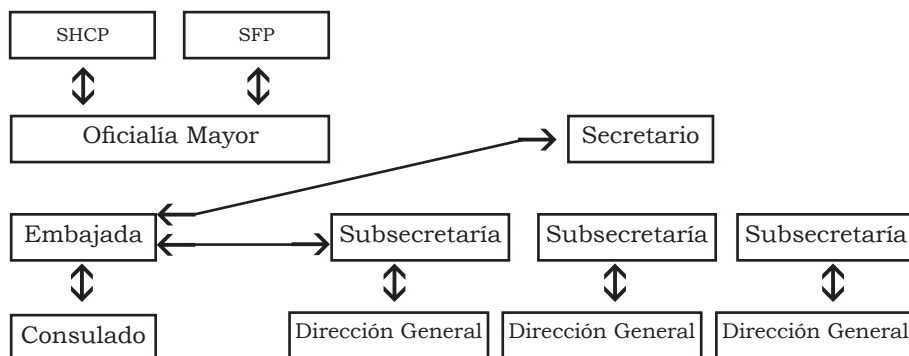 SHCP
SFP
Oficialía Mayor
Secretario
Embajada
Subsecretaría
Subsecretaría
Subsecretaría
Consulado
Dirección General
Dirección General
Dirección General